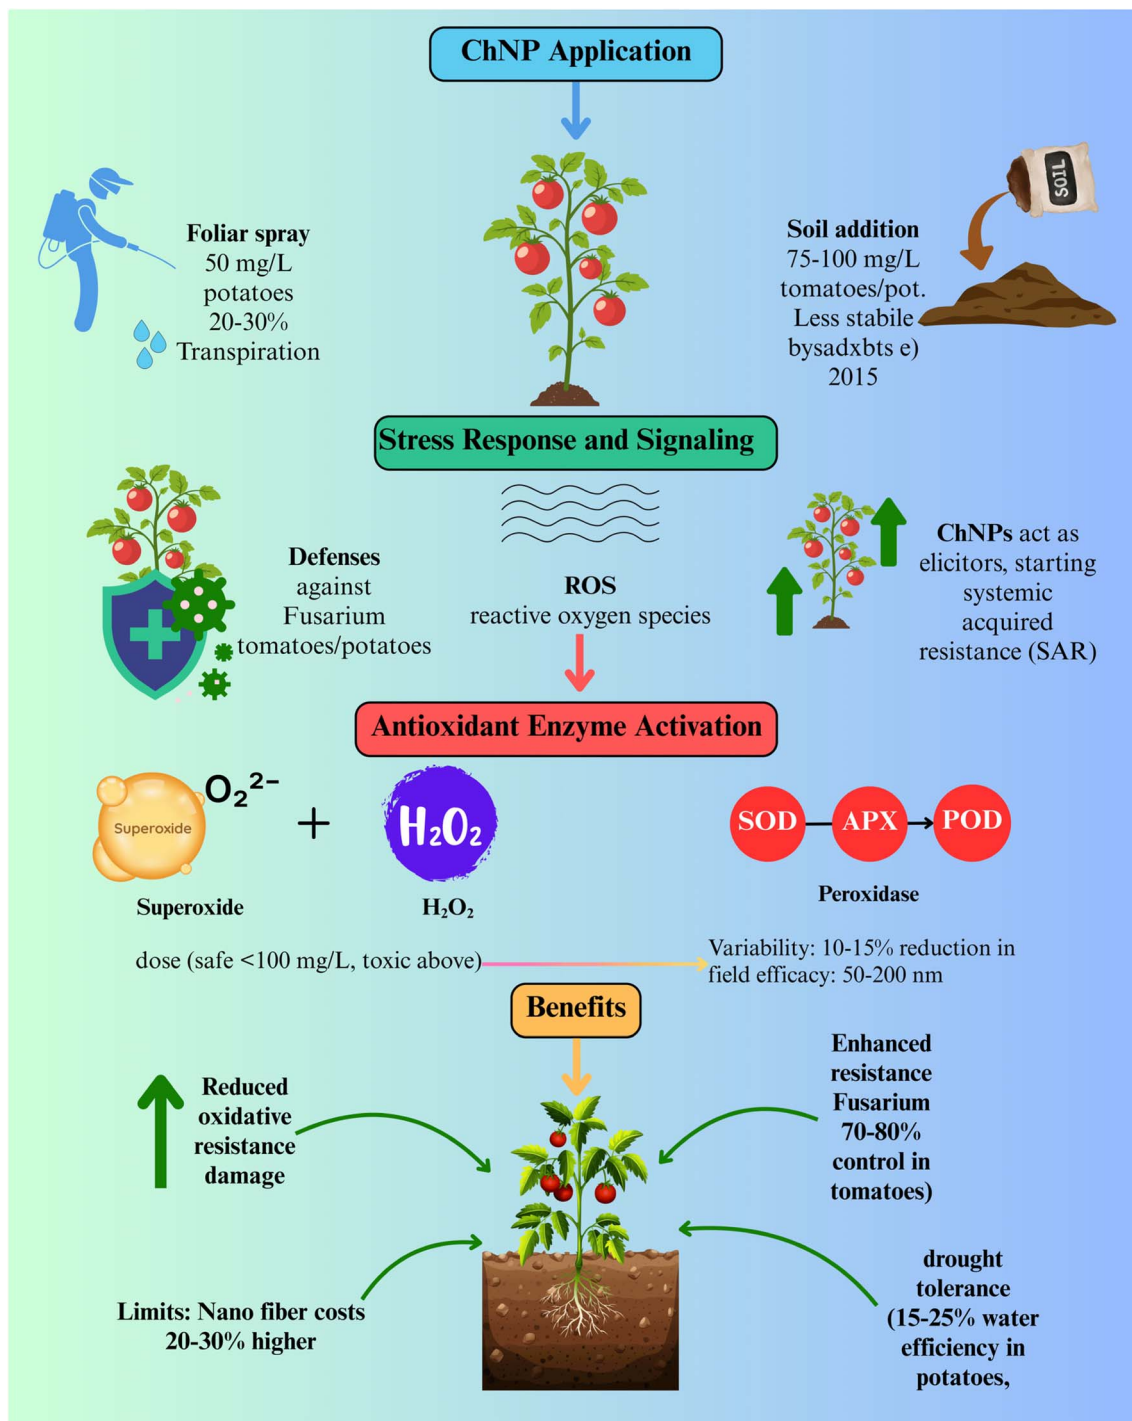 ChNP Application
Foliar spray
50 mg/L
potatoes
20-30%
Transpiration
SOIL
Soil addition
75-100 mg/L
tomatoes/pot.
Less stabile
bysadxbts e)
2015
Stress Response and Signaling
Defenses
against
Fusarium
tomatoes/potatoes
ROS
reactive oxygen species
ChNPs act as
elicitors, starting
systemic
acquired
resistance (SAR)
Antioxidant Enzyme Activation
Superoxide
O₂²⁻
+
H₂O₂
SOD
APX
POD
Superoxide
H₂O₂
Peroxidase
dose (safe <100 mg/L, toxic above)
Variability: 10-15% reduction in
field efficacy: 50-200 nm
Benefits
Reduced
oxidative
resistance
damage
Enhanced
resistance
Fusarium
70-80%
control in
tomatoes)
Limits: Nano fiber costs
20-30% higher
drought
tolerance
(15-25% water
efficiency in
potatoes,